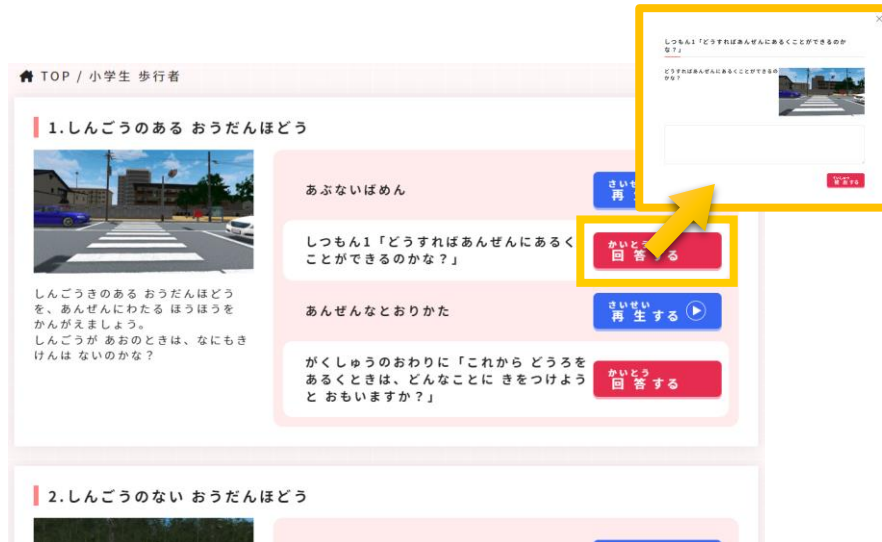 TOP / 小学生 歩行者
1.しんごうのある おうだんほどう
しんごうきのある おうだんほどう
を、あんぜんにわたる ほうほうを
かんがえましょう。
しんごうが あおのときは、なにもき
けんは ないのかな？
あぶないばめん
さいせ
再
しつもん1「どうすればあんぜんにあるく
ことができるのかな？」
かいとう
回答する
あんぜんなとおりかた
さいせい
再生する
がくしゅうのおわりに「これから どうろを
あるくときは、どんなことに きをつけよう
と おもいますか？」
かいとう
回答する
2.しんごうのない おうだんほどう
しつもん1「どうすればあんぜんにあるくことができるのか
な？」
どうすればあんぜんにあるくことができるの
かな？
かいとう
回答する